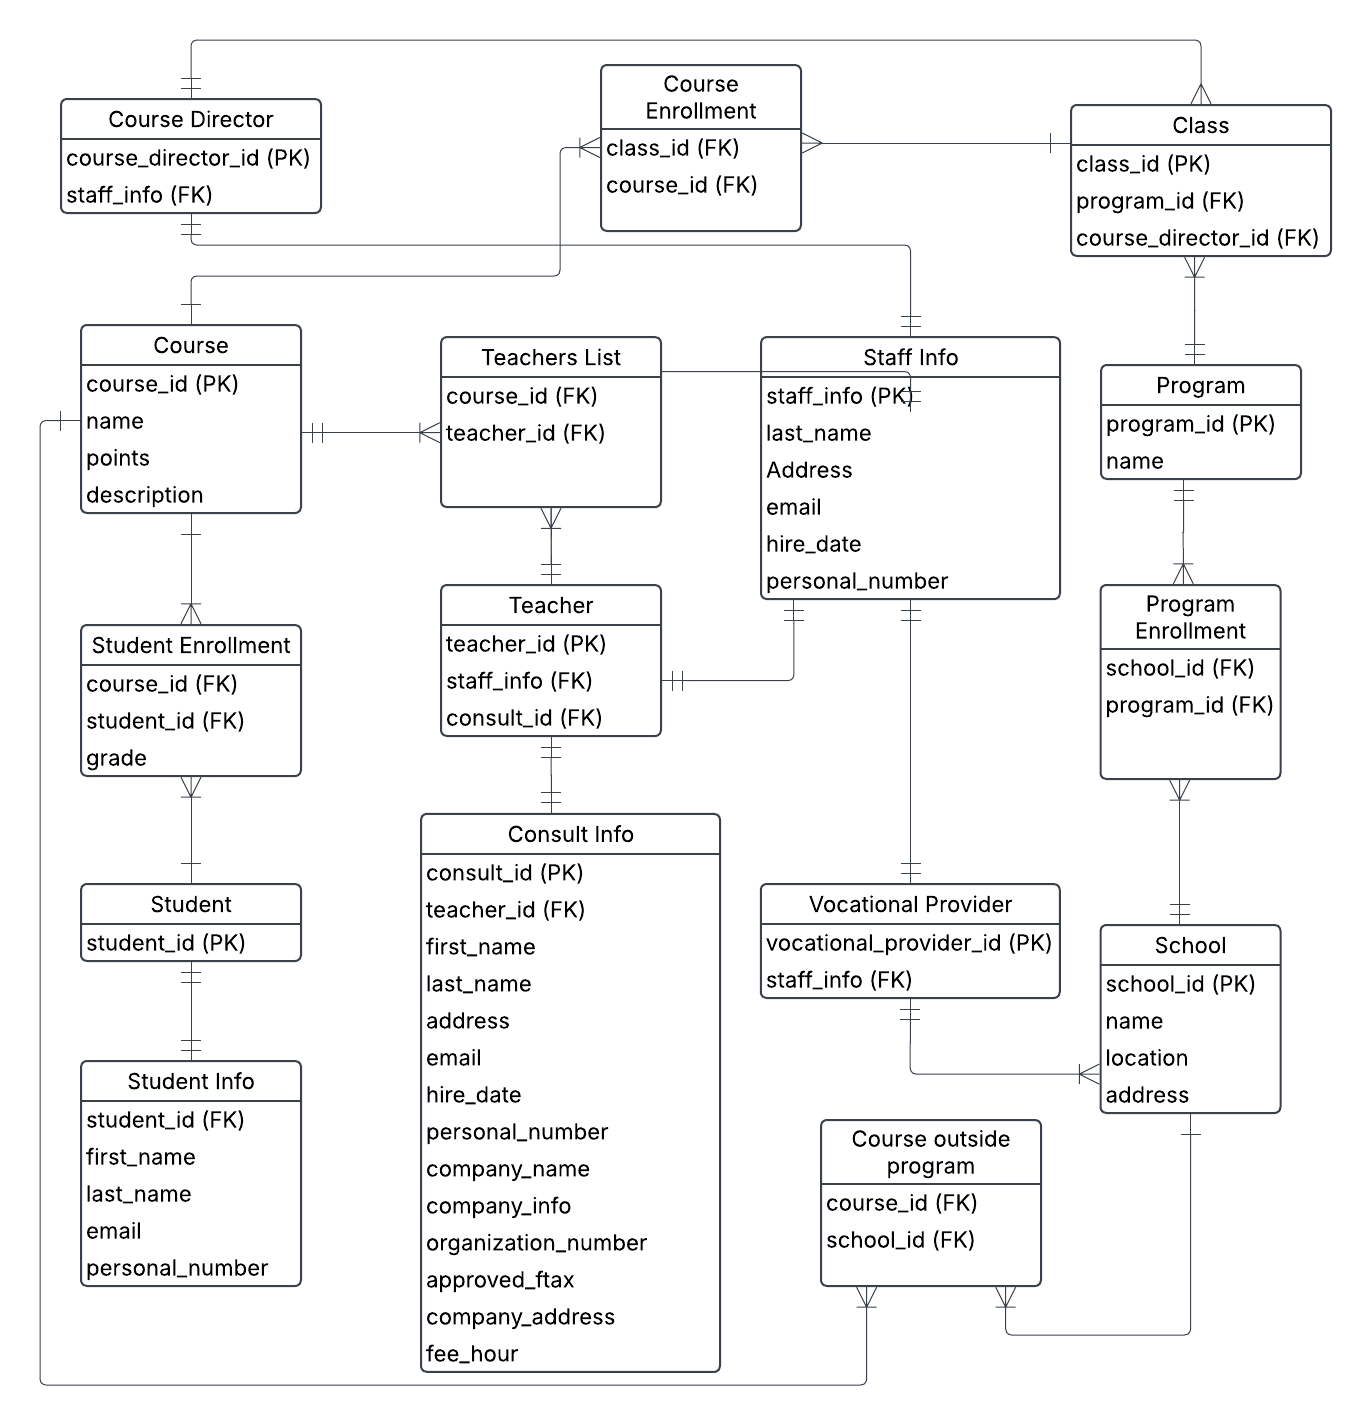 Course Director
course_director_id (PK)
staff_info (FK)
Course
Enrollment
class_id (FK)
course_id (FK)
Class
class_id (PK)
program_id (FK)
course_director_id (FK)
Course
course_id (PK)
name
points
description
Teachers List
course_id (FK)
teacher_id (FK)
Staff Info
staff_info (PK)
last_name
Address
email
hire_date
personal_number
Program
program_id (PK)
name
Student Enrollment
course_id (FK)
student_id (FK)
grade
Teacher
teacher_id (PK)
staff_info (FK)
consult_id (FK)
Program
Enrollment
school_id (FK)
program_id (FK)
Student
student_id (PK)
Consult Info
consult_id (PK)
teacher_id (FK)
first_name
last_name
address
email
hire_date
personal_number
company_name
company_info
organization_number
approved_ftax
company_address
fee_hour
Vocational Provider
vocational_provider_id (PK)
staff_info (FK)
School
school_id (PK)
name
location
address
Student Info
student_id (FK)
first_name
last_name
email
personal_number
Course outside
program
course_id (FK)
school_id (FK)